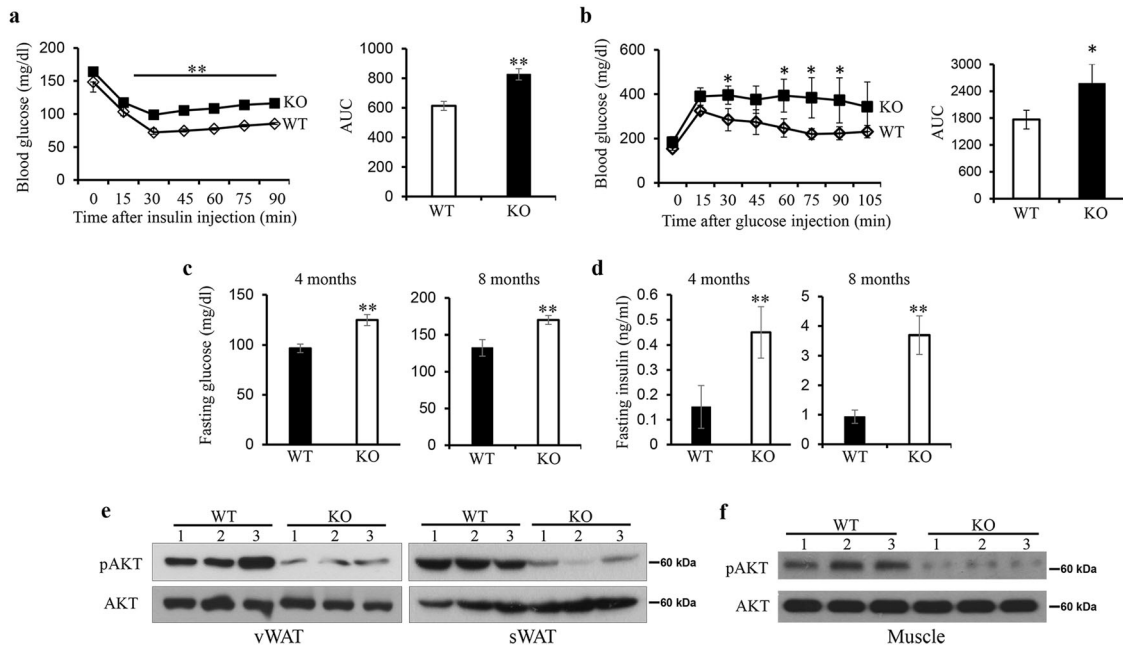 a
Blood glucose (mg/dl)
200
150
100
50
0
**
KO
WT
0 15 30 45 60 75 90
Time after insulin injection (min)
AUC
1000
800
600
400
200
0
**
WT KO
b
Blood glucose (mg/dl)
600
400
200
0
* * * *
KO
WT
0 15 30 45 60 75 90 105
Time after glucose injection (min)
AUC
3000
2400
1800
1200
600
0
*
WT KO
c
Fasting glucose (mg/dl)
4 months
150
100
50
0
**
WT KO
8 months
200
150
100
50
0
**
WT KO
d
Fasting insulin (ng/ml)
4 months
0.6
0.5
0.4
0.3
0.2
0.1
0
**
WT KO
8 months
5
4
3
2
1
0
**
WT KO
e
WT KO
1 2 3 1 2 3
pAKT
AKT
vWAT
WT KO
1 2 3 1 2 3
60 kDa
60 kDa
sWAT
f
WT KO
1 2 3 1 2 3
pAKT 60 kDa
AKT 60 kDa
Muscle